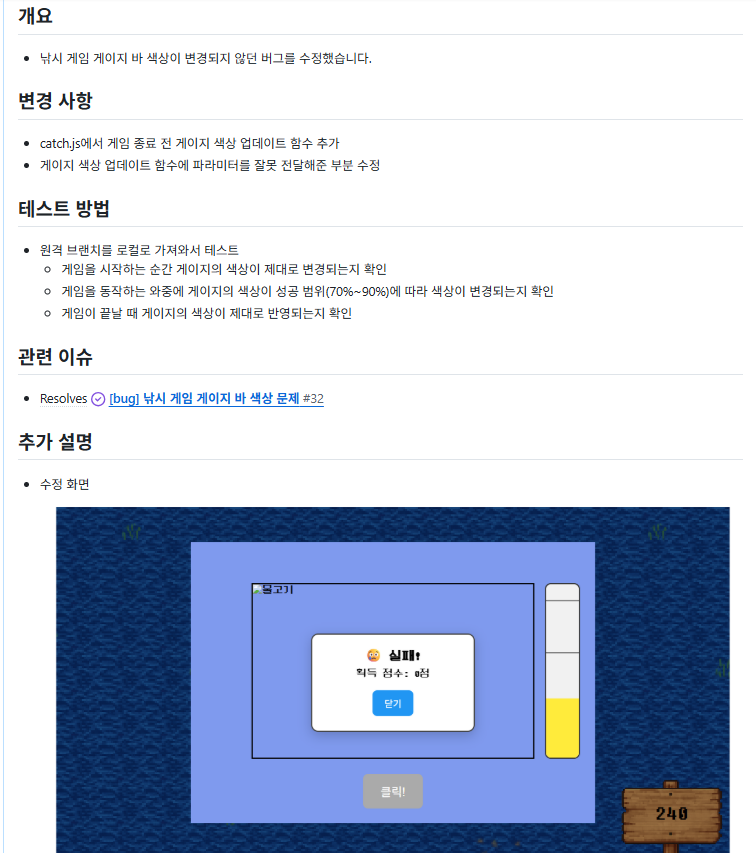 개요
낚시 게임 게이지 바 색상이 변경되지 않던 버그를 수정했습니다.
변경 사항
catch.js에서 게임 종료 전 게이지 색상 업데이트 함수 추가
게이지 색상 업데이트 함수에 파라미터를 잘못 전달해준 부분 수정
테스트 방법
원격 브랜치를 로컬로 가져와서 테스트
게임을 시작하는 순간 게이지의 색상이 제대로 변경되는지 확인
게임을 동작하는 와중에 게이지의 색상이 성공 범위(70%~90%)에 따라 색상이 변경되는지 확인
게임이 끝날 때 게이지의 색상이 제대로 반영되는지 확인
관련 이슈
Resolves [bug] 낚시 게임 게이지 바 색상 문제 #32
추가 설명
수정 화면
물고기
실패!
획득 점수: 0점
닫기
클릭!
240